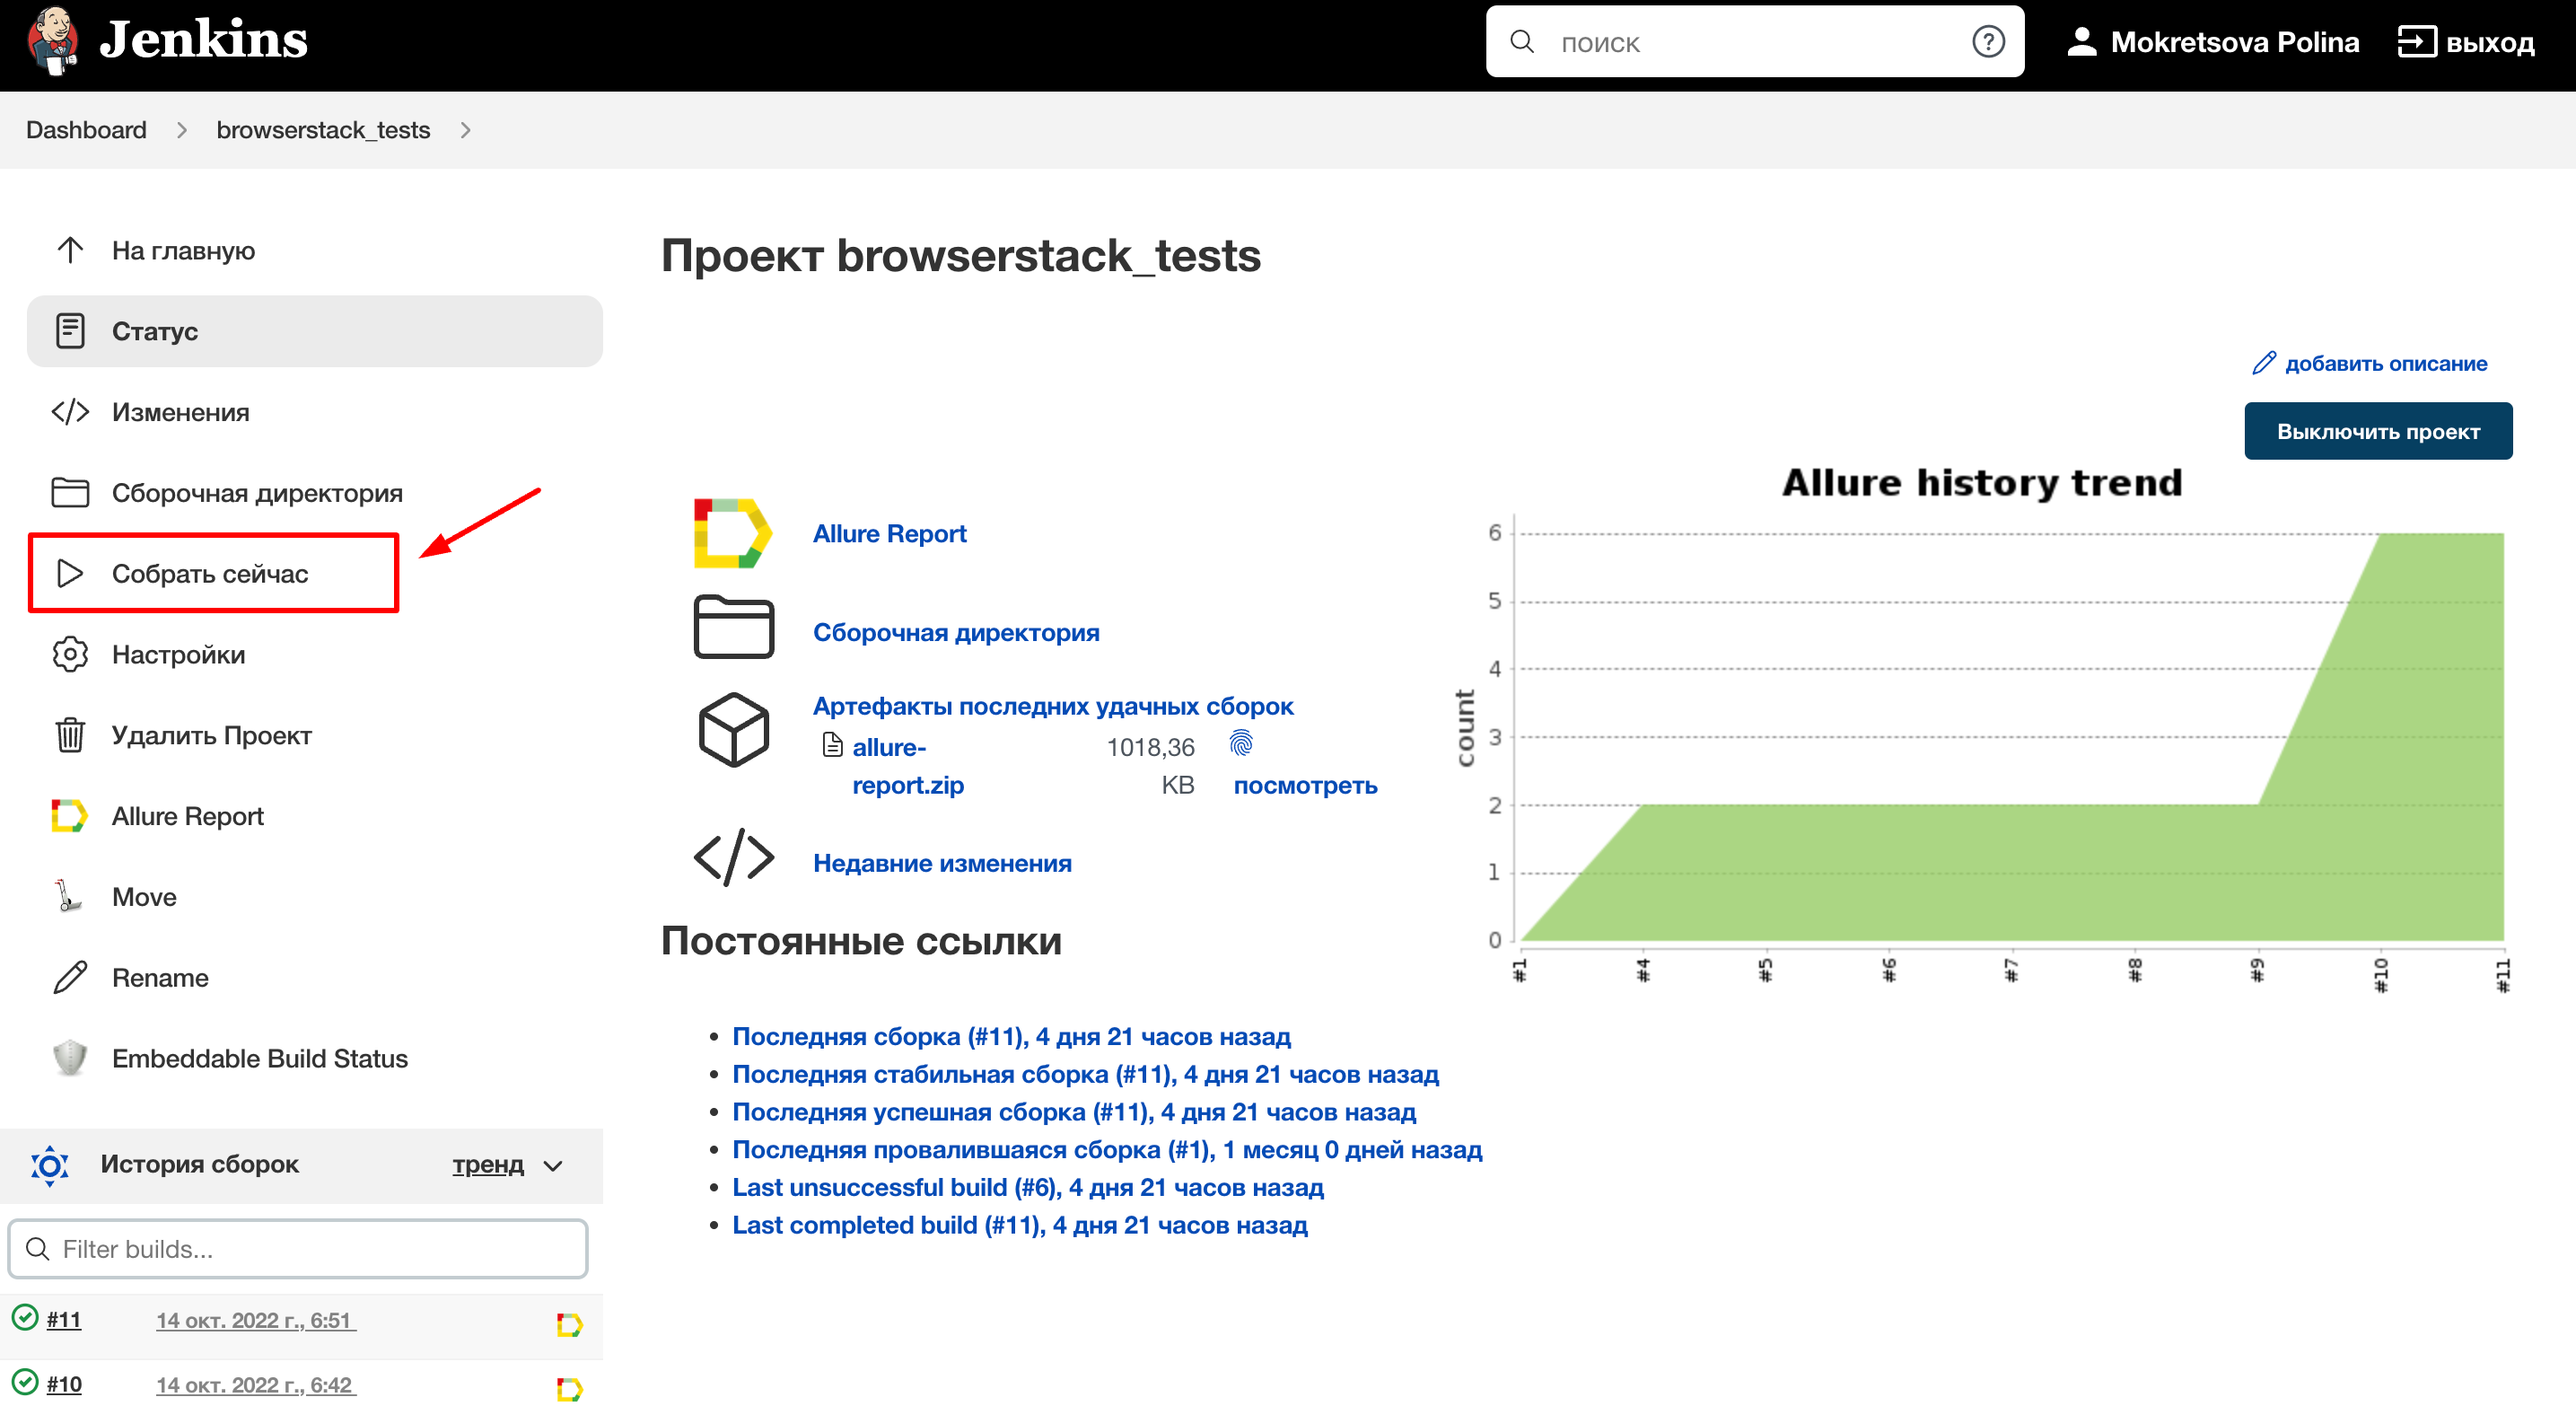 Jenkins
поиск
Mokretsova Polina
выход
Dashboard
browserstack_tests
На главную
Статус
Изменения
Сборочная директория
Собрать сейчас
Настройки
Удалить Проект
Allure Report
Move
Rename
Embeddable Build Status
История сборок
тренд
Filter builds...
#11
14 окт. 2022 г., 6:51
#10
14 окт. 2022 г., 6:42
Проект browserstack_tests
добавить описание
Выключить проект
Allure Report
Сборочная директория
Артефакты последних удачных сборок
allure-
report.zip
1018,36
KB
посмотреть
Недавние изменения
Allure history trend
count
6
5
4
3
2
1
0
#1
#4
#5
#6
#7
#8
#9
#10
#11
Постоянные ссылки
Последняя сборка (#11), 4 дня 21 часов назад
Последняя стабильная сборка (#11), 4 дня 21 часов назад
Последняя успешная сборка (#11), 4 дня 21 часов назад
Последняя провалившаяся сборка (#1), 1 месяц 0 дней назад
Last unsuccessful build (#6), 4 дня 21 часов назад
Last completed build (#11), 4 дня 21 часов назад